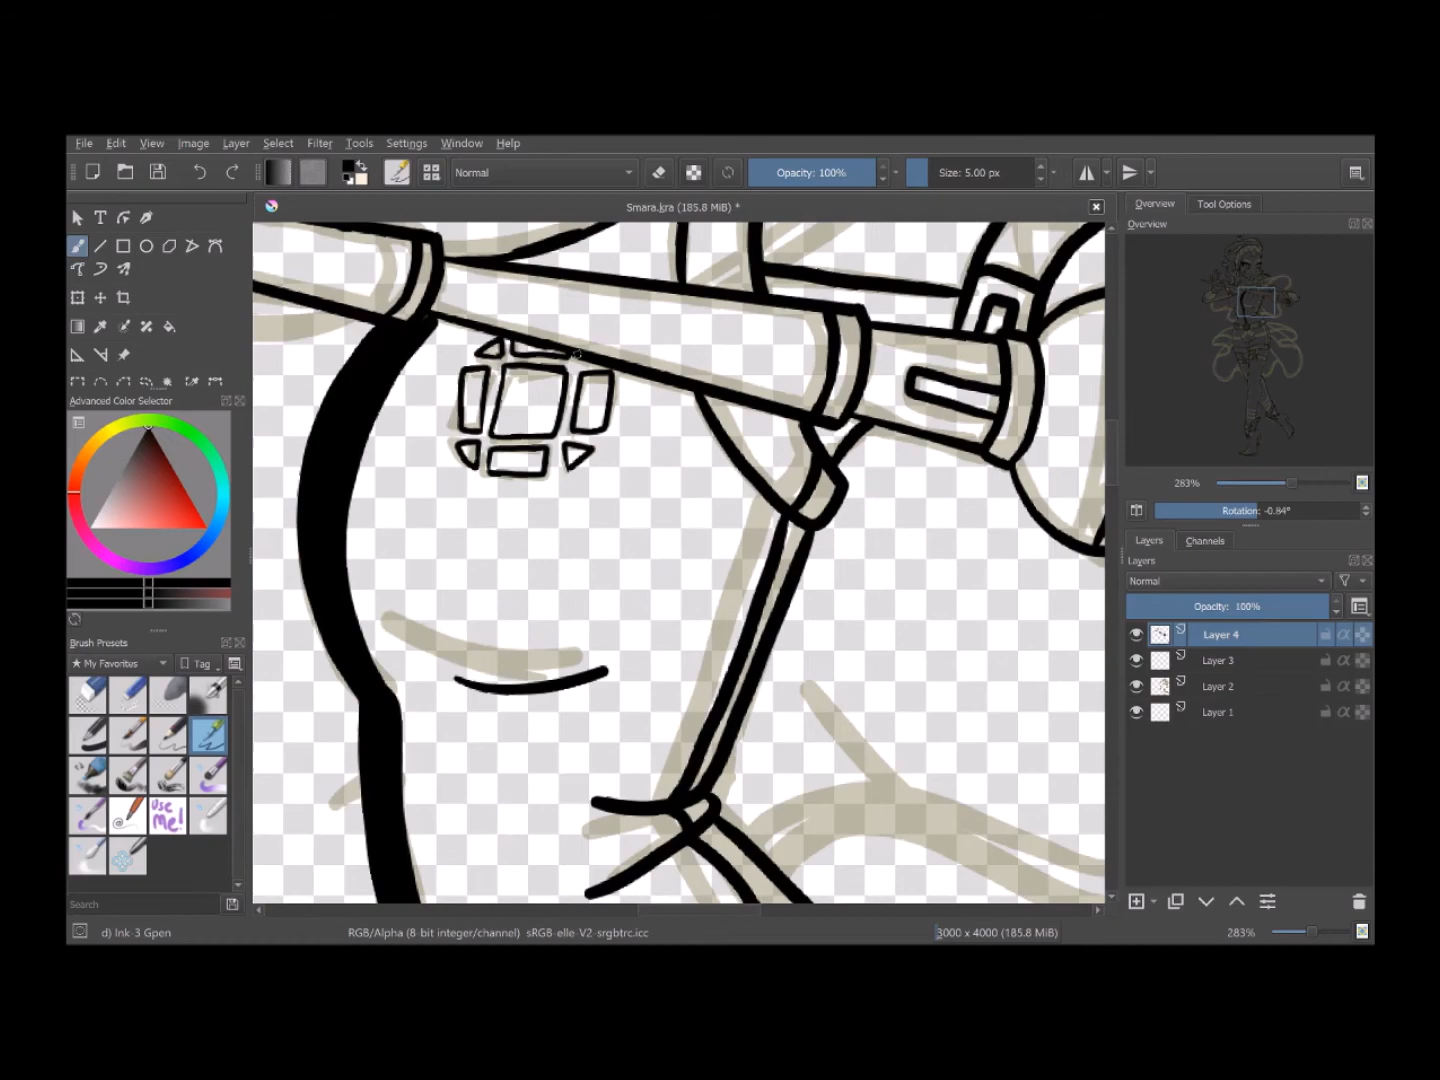 File Edit View Image Layer Select Filter Tools Settings Window Help
Normal Opacity: 100% Size: 5.00 px
Smara.kra (185.8 MiB) *
Overview Tool Options
Overview
283%
Rotation: -0.84°
Advanced Color Selector
Layers Channels
Layers
Normal
Opacity: 100%
Layer 4
Layer 3
Layer 2
Layer 1
Brush Presets
★ My Favorites Tag
USE ME!
Search
d) Ink-3 Gpen RGB/Alpha (8-bit integer/channel) sRGB-elle-V2-srgbtrc.icc 3000 x 4000 (185.8 MiB) 283%